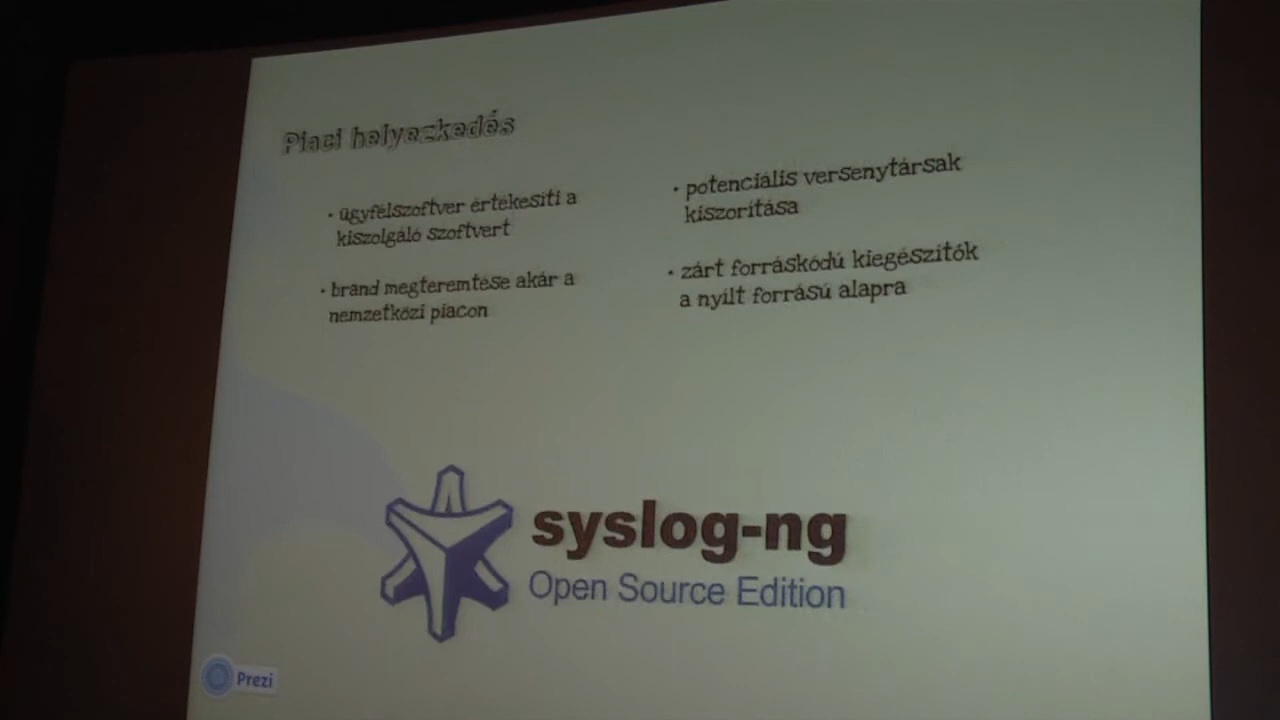 Piaci helyezkedés
• ügyfélszoftver értékesíti a
kiszolgáló szoftvert
• brand megteremtése akár a
nemzetközi piacon
• potenciális versenytársak
kiszorítása
• zárt forráskódú kiegészítők
a nyílt forrású alapra
syslog-ng
Open Source Edition
Prezi